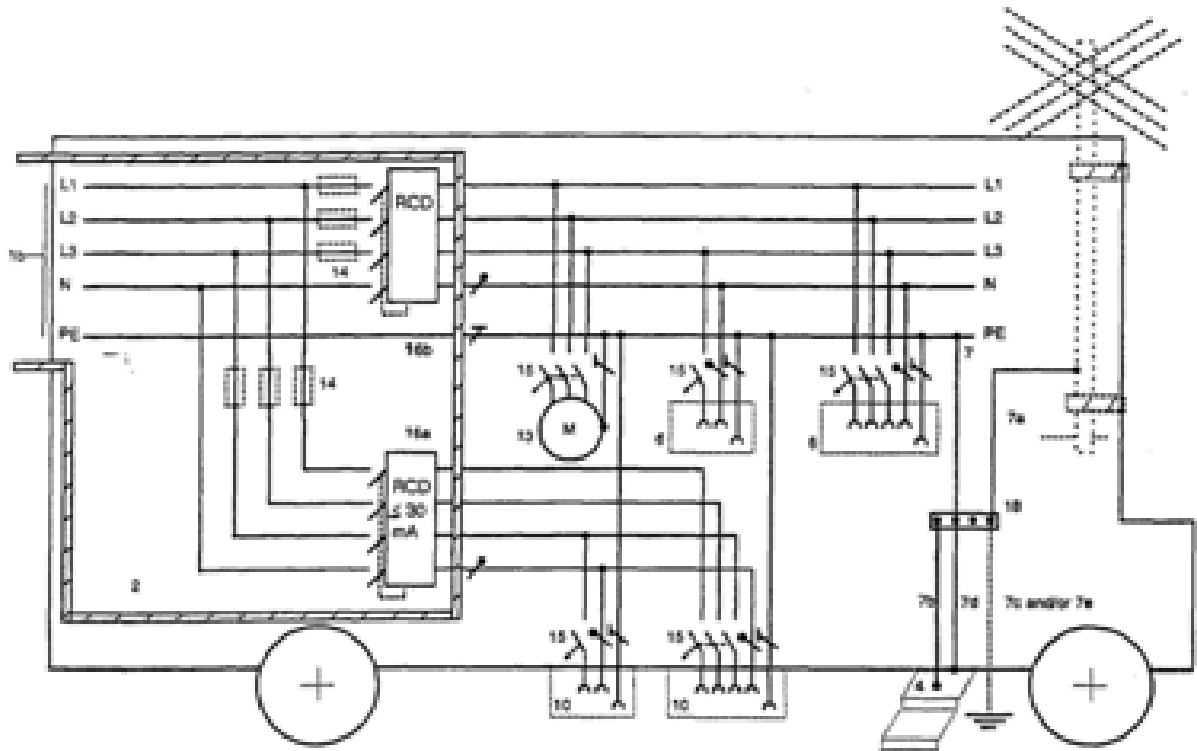 L1 RCD L1
L2 L2
L3 L3
14
N N
PE 16b 7 PE
14 15 15 15
13 M 6 6
7a
16a
RCD
≤ 30
mA
18
2
7b 7d 7c and/or 7e
15 15
10 10
4